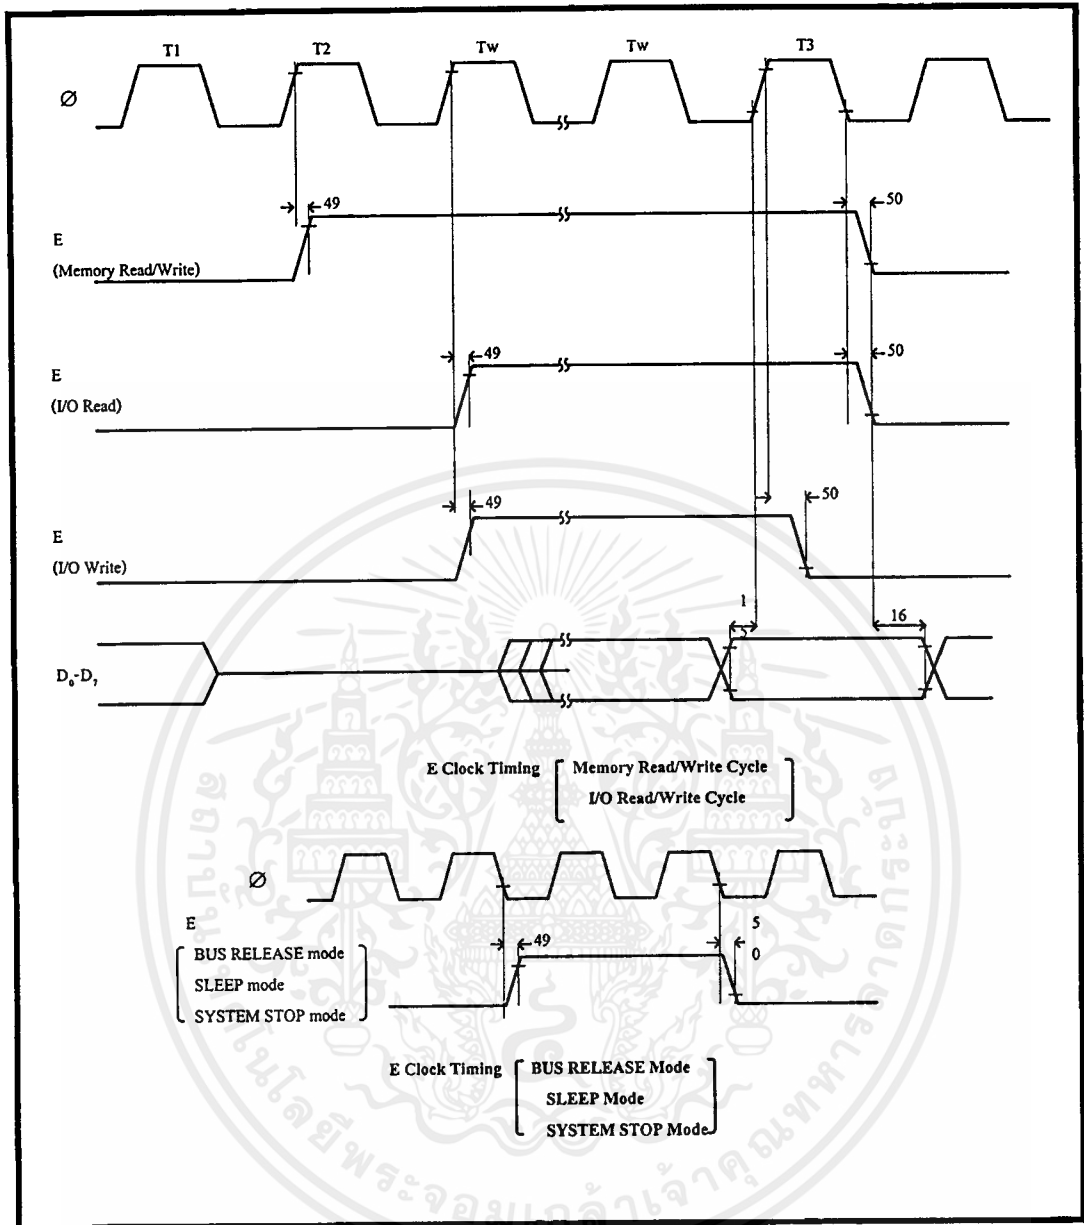 T1 T2 Tw Tw T3
Ø
49 50
E
(Memory Read/Write)
49 50
E
(I/O Read)
49 50
E
(I/O Write)
1
5
16
D₀-D₇
E Clock Timing
Memory Read/Write Cycle
I/O Read/Write Cycle
Ø
E
BUS RELEASE mode
SLEEP mode
SYSTEM STOP mode
49
5
0
E Clock Timing
BUS RELEASE Mode
SLEEP Mode
SYSTEM STOP Mode